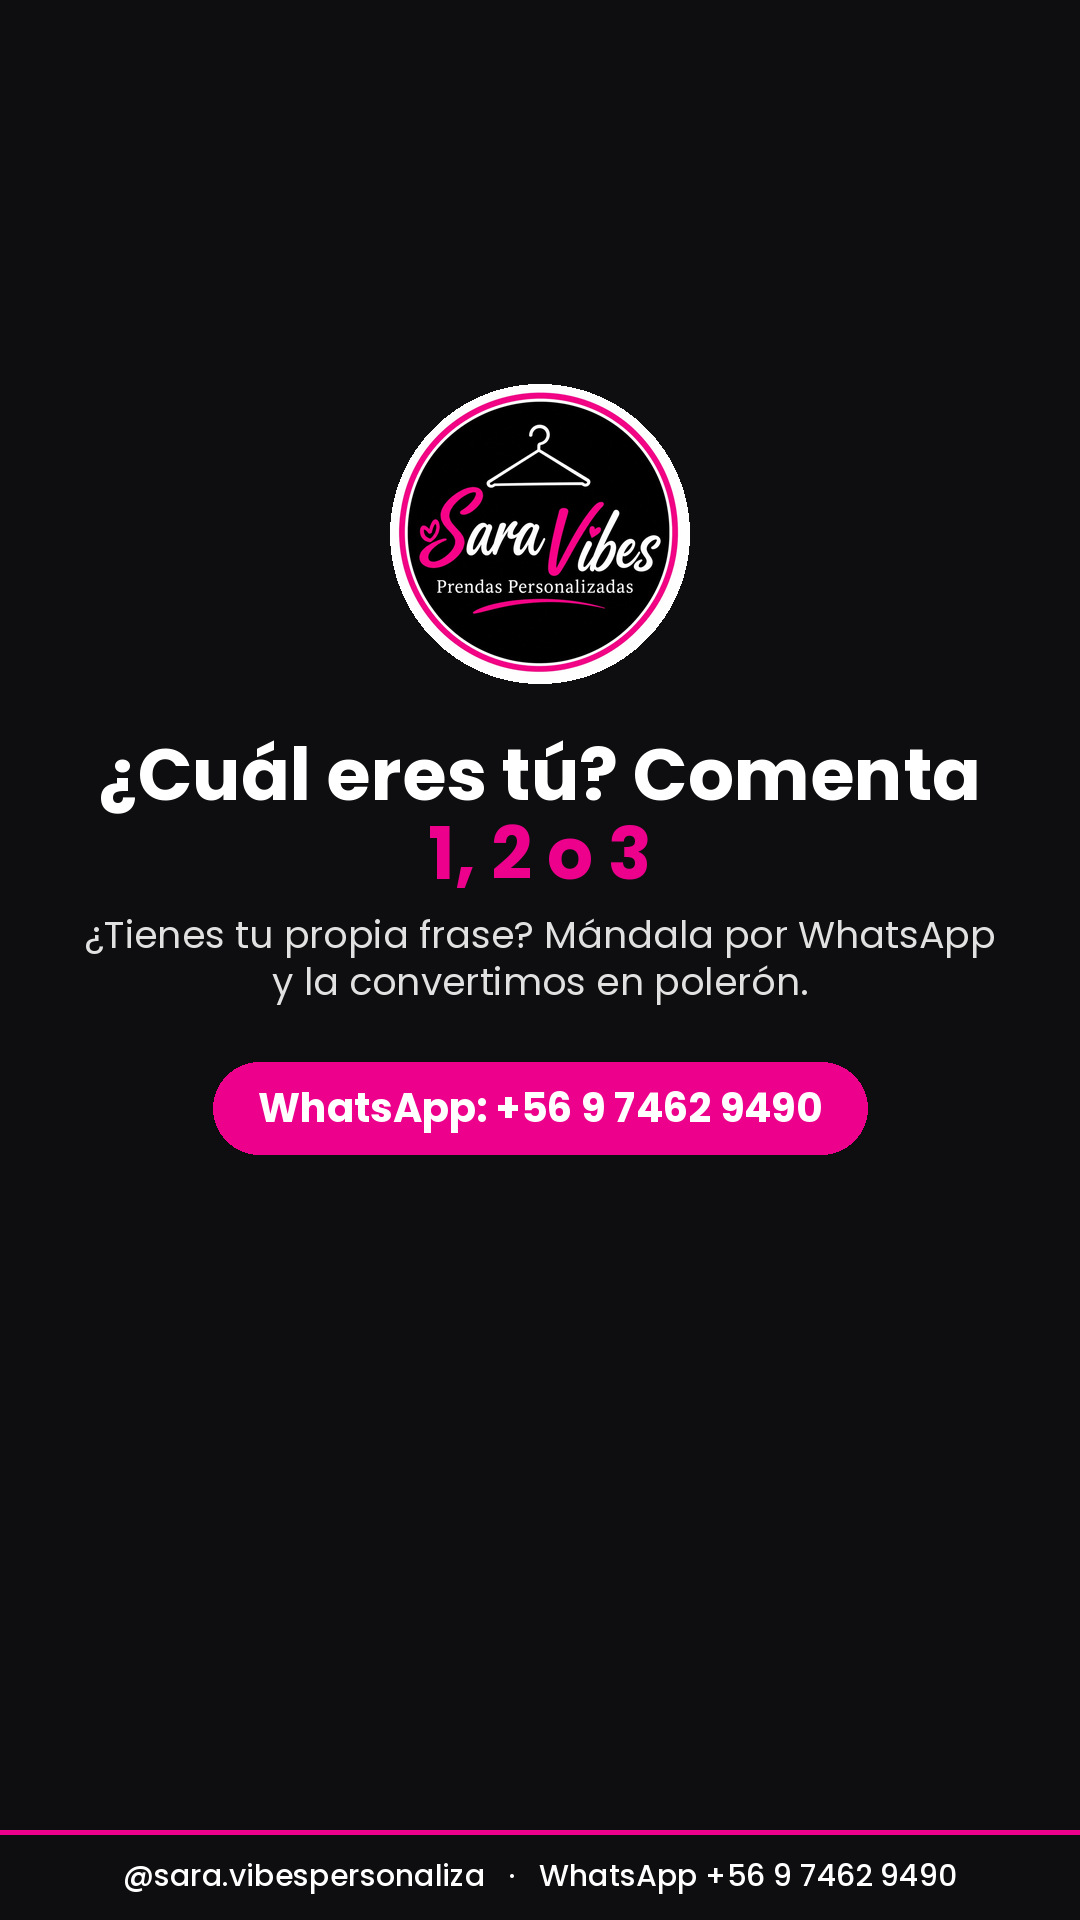 Sara Vibes
Prendas Personalizadas
¿Cuál eres tú? Comenta
1, 2 o 3
¿Tienes tu propia frase? Mándala por WhatsApp
y la convertimos en polerón.
WhatsApp: +56 9 7462 9490
@sara.vibespersonaliza · WhatsApp +56 9 7462 9490